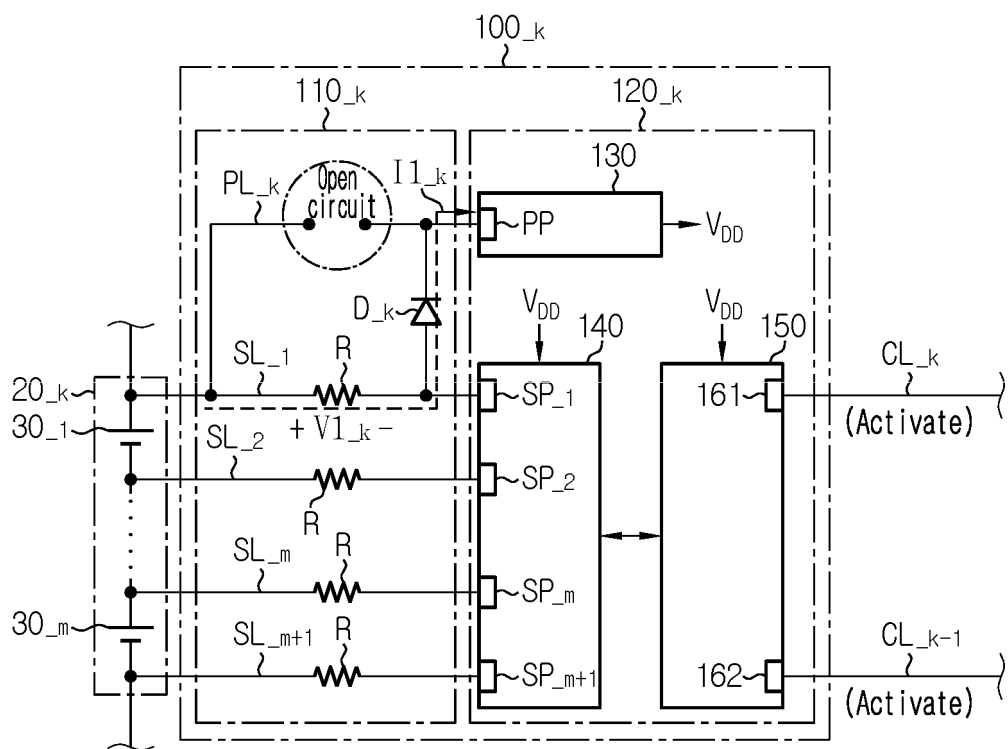 100_k
110_k
120_k
130
PL_k
Open
circuit
I1_k
PP
VDD
D_k
VDD
140
VDD
150
CL_k
20_k
SL_1
R
SP_1
161
(Activate)
30_1
+ V1_k -
SL_2
R
SP_2
SL_m
R
SP_m
30_m
SL_m+1
R
SP_m+1
162
CL_k-1
(Activate)